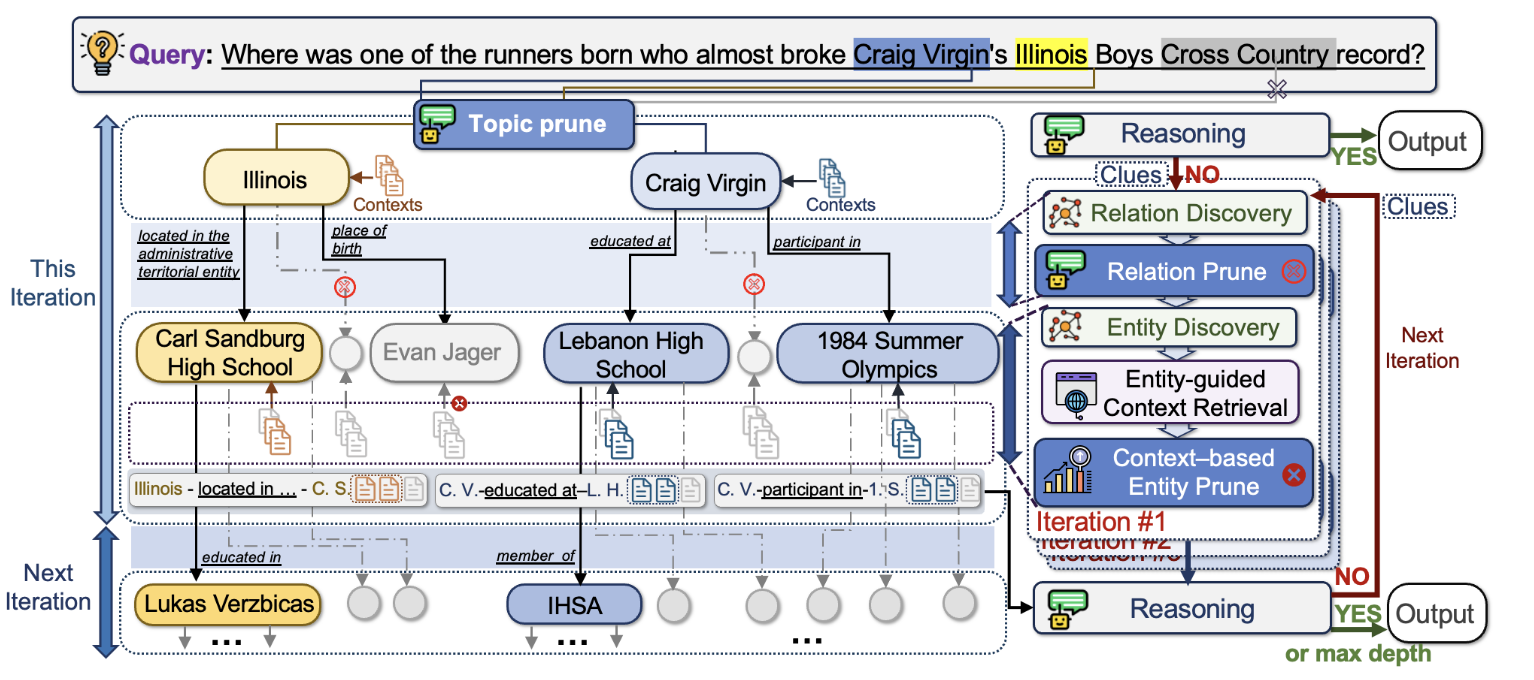 Query: Where was one of the runners born who almost broke Craig Virgin's Illinois Boys Cross Country record?
Topic prune
Illinois
Contexts
Craig Virgin
Contexts
This
Iteration
located in the
administrative
territorial entity
place of
birth
educated at
participant in
Carl Sandburg
High School
Evan Jager
Lebanon High
School
1984 Summer
Olympics
Illinois - located in ... - C. S.
C. V.-educated at–L. H.
C. V.-participant in-1. S.
Next
Iteration
educated in
member of
Lukas Verzbicas
IHSA
...
...
...
Reasoning
YES
Output
Clues
NO
Clues
Relation Discovery
Relation Prune
Entity Discovery
Entity-guided
Context Retrieval
Context–based
Entity Prune
Next
Iteration
Iteration #1
Iteration #2
Reasoning
NO
YES
Output
or max depth